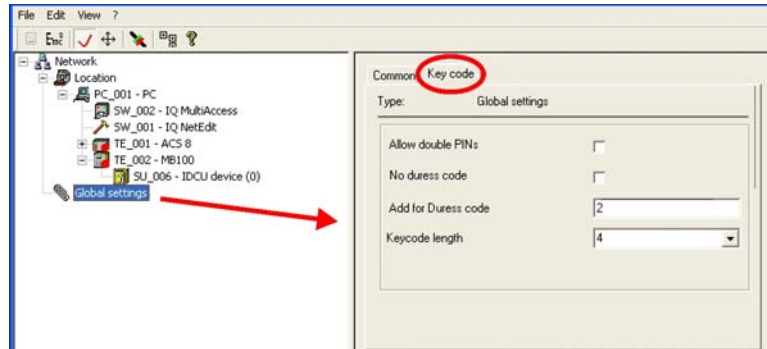 File Edit View ?
Network
Location
PC_001 - PC
SW_002 - IQ MultiAccess
SW_001 - IQ NetEdit
TE_001 - ACS 8
TE_002 - MB100
SU_006 - IDCU device (0)
Global settings
Common Key code
Type: Global settings
Allow double PINs
No duress code
Add for Duress code 2
Keycode length 4